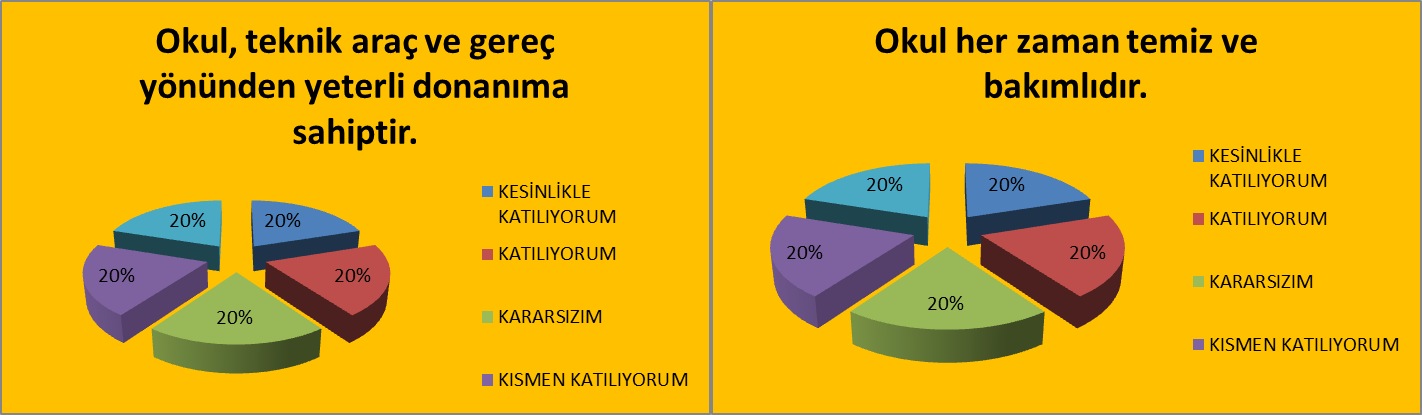 Okul, teknik araç ve gereç
yönünden yeterli donanıma
sahiptir.
20%
20%
20%
20%
20%
KESİNLİKLE
KATILIYORUM
KATILIYORUM
KARARSIZIM
KISMEN KATILIYORUM
Okul her zaman temiz ve
bakımlıdır.
20%
20%
20%
20%
20%
KESİNLİKLE
KATILIYORUM
KATILIYORUM
KARARSIZIM
KISMEN KATILIYORUM